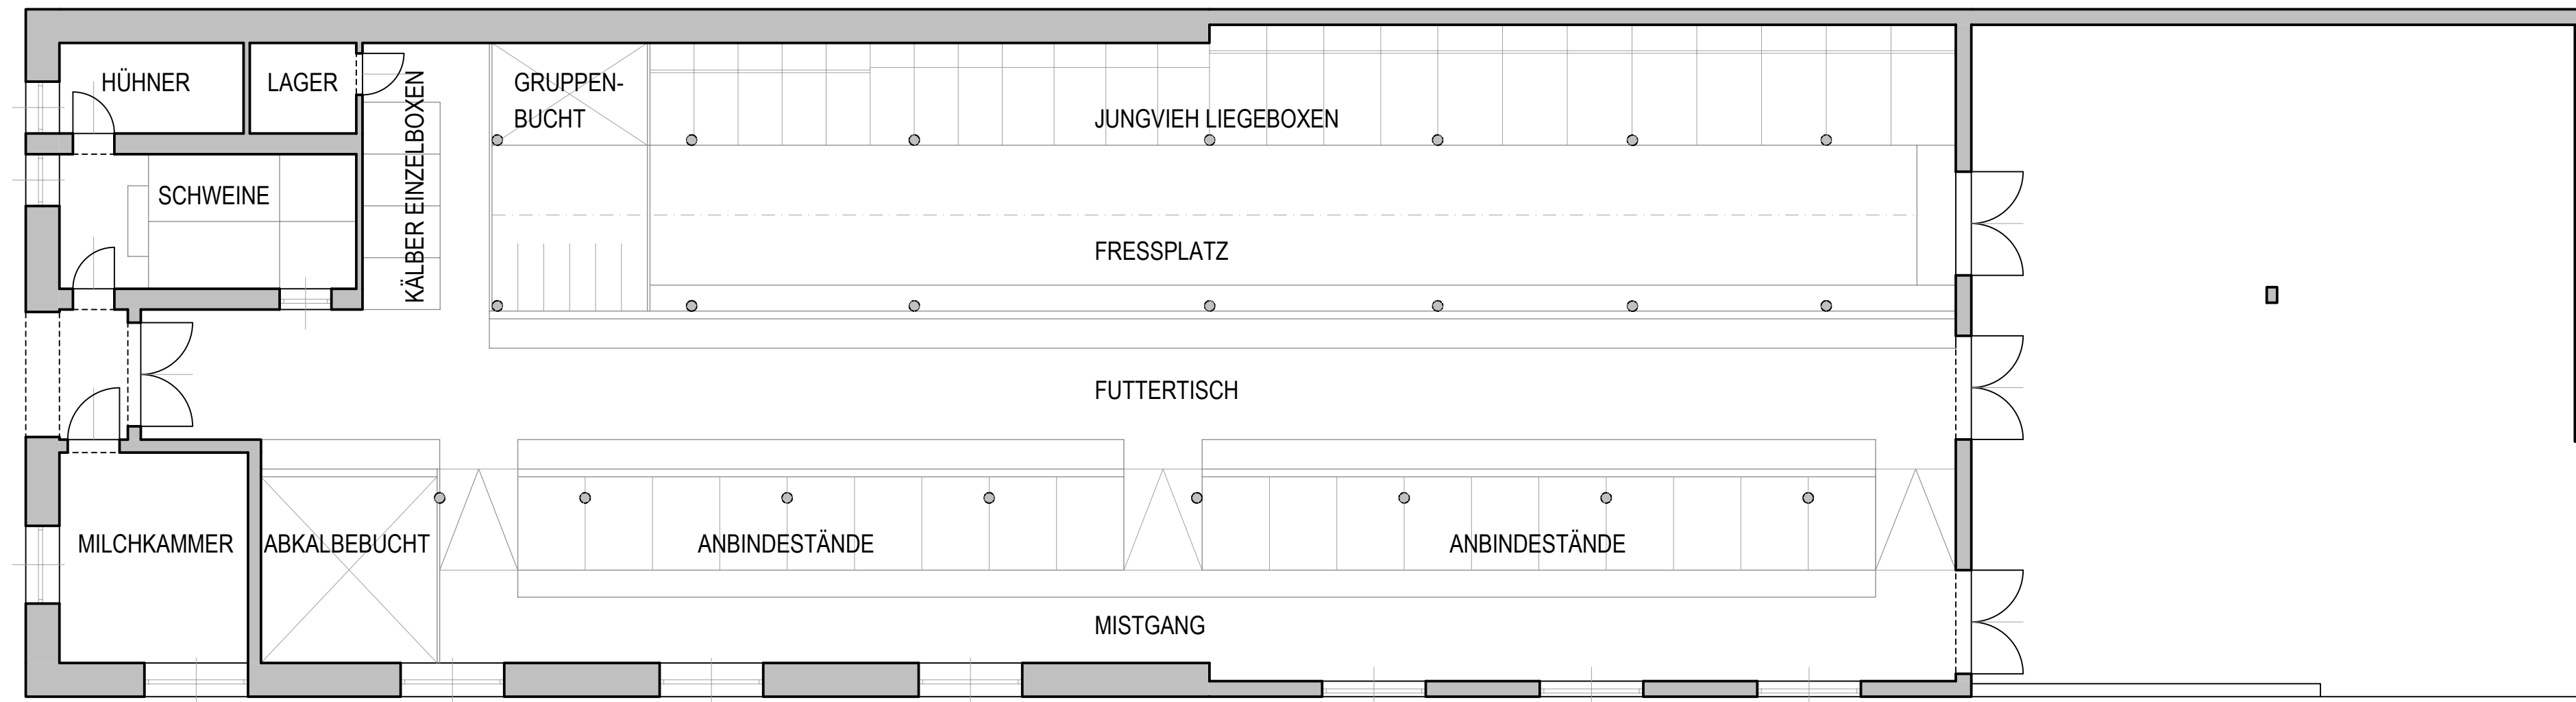 HÜHNER
LAGER
KÄLBER EINZELBOXEN
GRUPPEN-
BUCHT
JUNGVIEH LIEGEBOXEN
SCHWEINE
FRESSPLATZ
FUTTERTISCH
MILCHKAMMER
ABKALBEBUCHT
ANBINDESTÄNDE
ANBINDESTÄNDE
MISTGANG